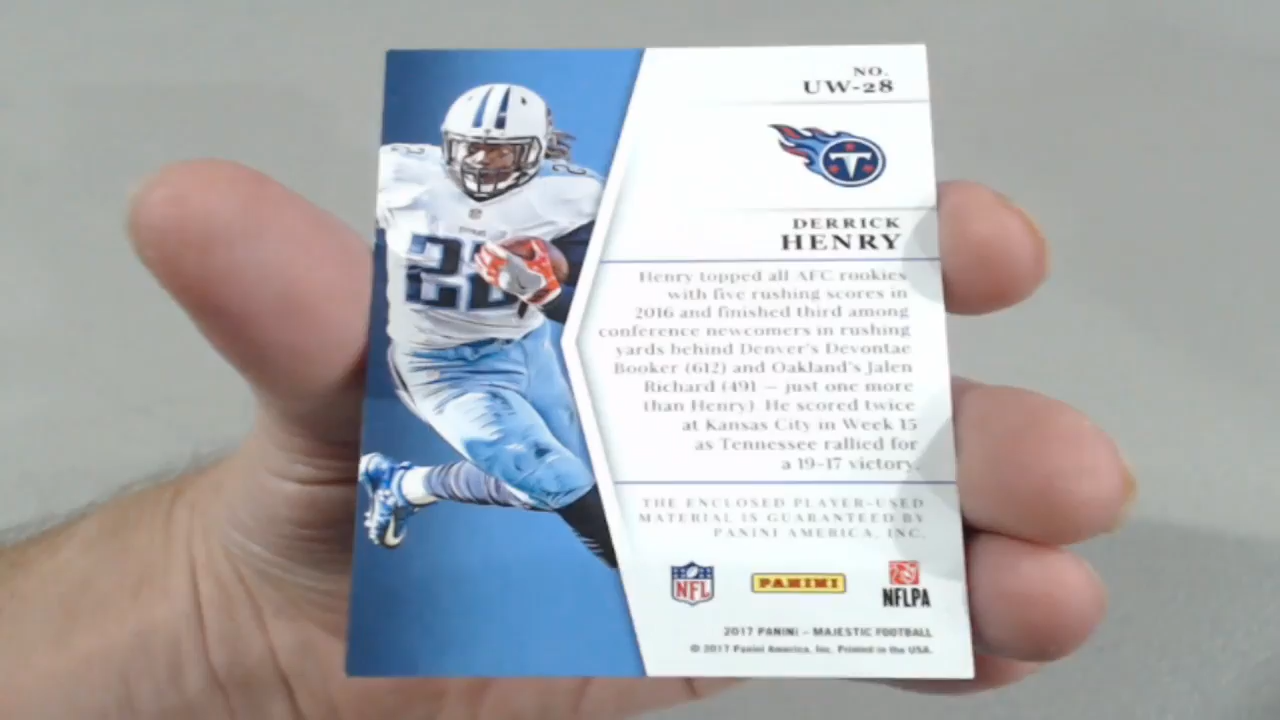 NO.
UW-28
T
DERRICK
HENRY
2
2
22
Henry topped all AFC rookies
with five rushing scores in
2016 and finished third among
conference newcomers in rushing
yards behind Denver's Devontae
Booker (612) and Oakland's Jalen
Richard (491 – just one more
than Henry). He scored twice
at Kansas City in Week 15
as Tennessee rallied for
a 19-17 victory.
THE ENCLOSED PLAYER-USED
MATERIAL IS GUARANTEED BY
PANINI AMERICA, INC.
NFL
PANINI
NFLPA
2017 PANINI – MAJESTIC FOOTBALL
© 2017 Panini America, Inc. Printed in the USA.